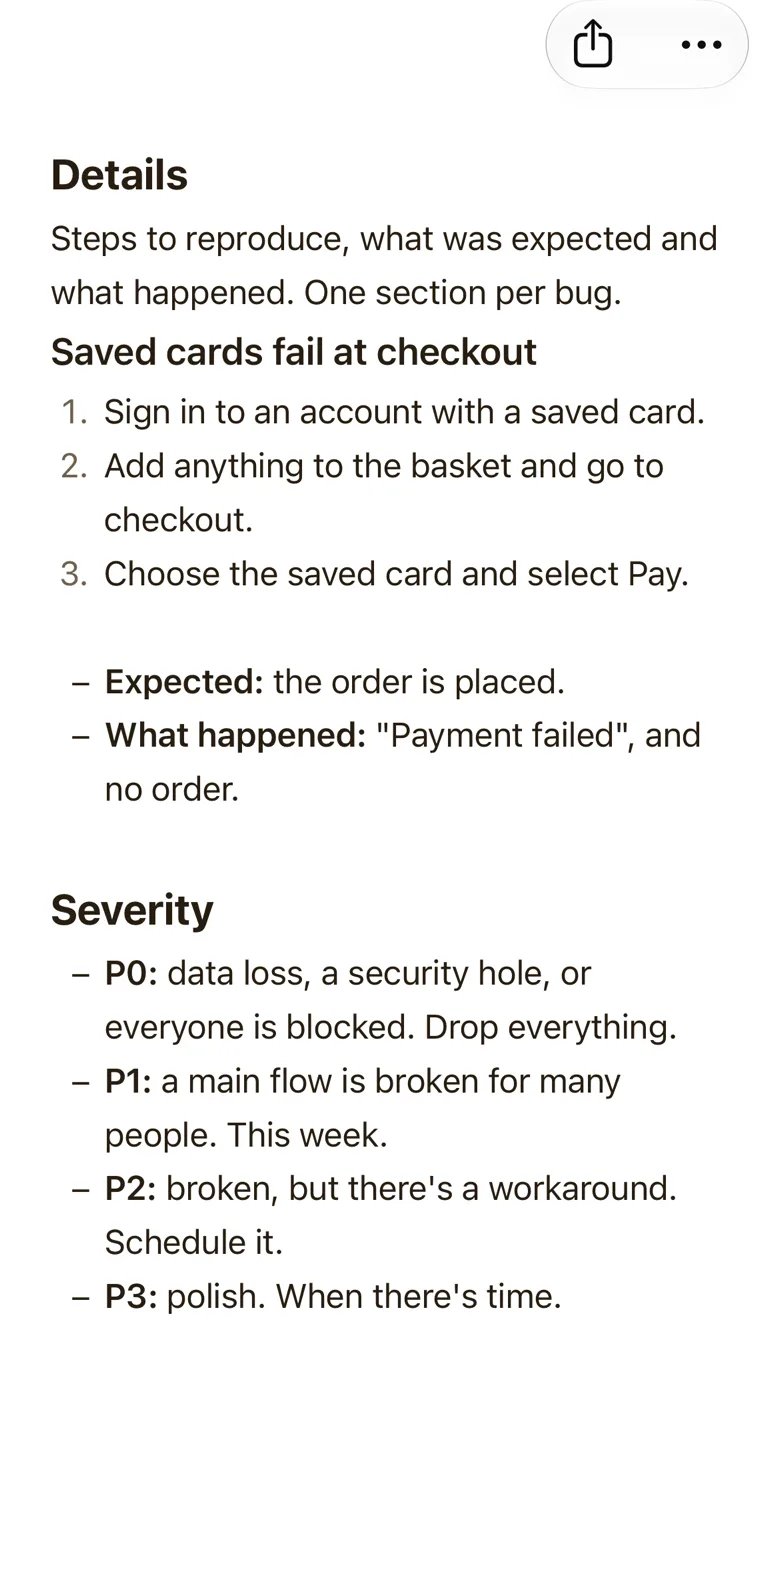 Details
Steps to reproduce, what was expected and
what happened. One section per bug.
Saved cards fail at checkout
1. Sign in to an account with a saved card.
2. Add anything to the basket and go to
checkout.
3. Choose the saved card and select Pay.
– Expected: the order is placed.
– What happened: "Payment failed", and
no order.
Severity
– P0: data loss, a security hole, or
everyone is blocked. Drop everything.
– P1: a main flow is broken for many
people. This week.
– P2: broken, but there's a workaround.
Schedule it.
– P3: polish. When there's time.